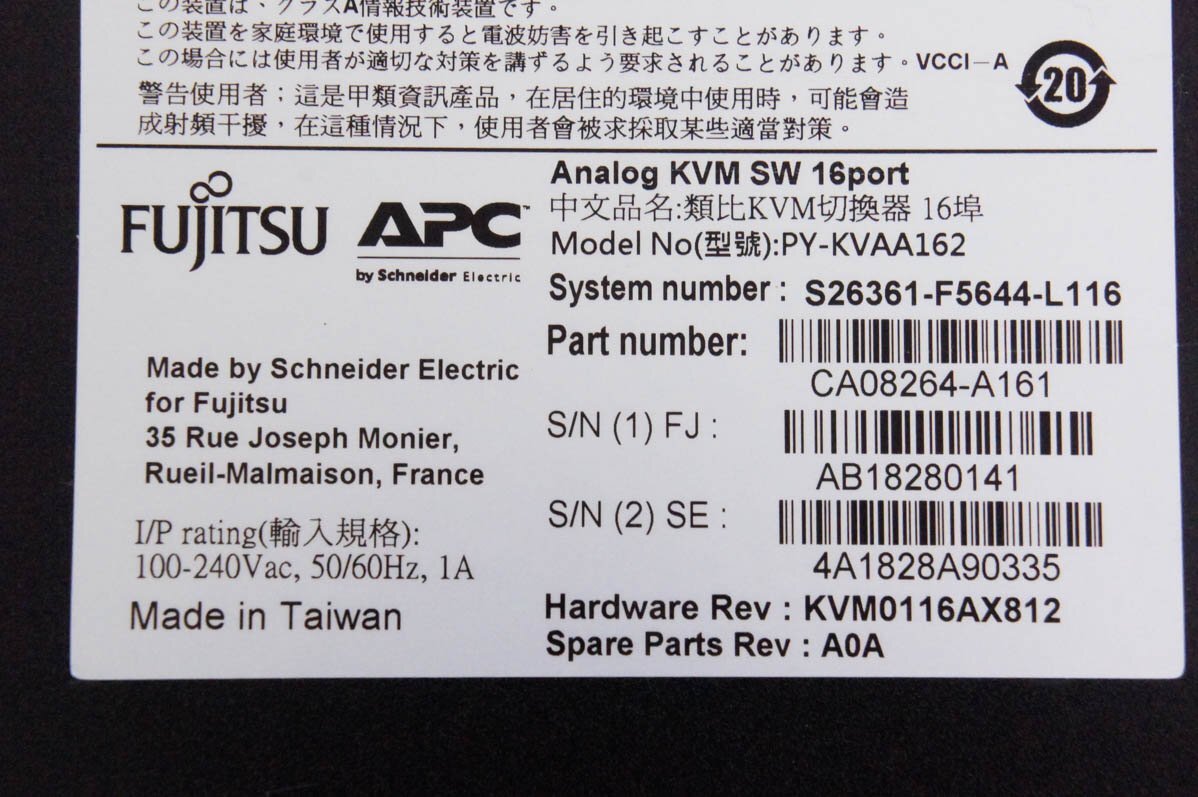 この装置は、クラスA情報技術装置です。
この装置を家庭環境で使用すると電波妨害を引き起こすことがあります。
この場合には使用者が適切な対策を講ずるよう要求されることがあります。VCCI-A
20
警告使用者；這是甲類資訊產品，在居住的環境中使用時，可能會造
成射頻干擾，在這種情況下，使用者會被求採取某些適當對策。
FUJITSU
APC™
by Schneider Electric
Analog KVM SW 16port
中文品名:類比KVM切換器 16埠
Model No(型號):PY-KVAA162
System number : S26361-F5644-L116
Part number:
CA08264-A161
Made by Schneider Electric
for Fujitsu
35 Rue Joseph Monier,
Rueil-Malmaison, France
S/N (1) FJ :
AB18280141
S/N (2) SE :
4A1828A90335
I/P rating(輸入規格):
100-240Vac, 50/60Hz, 1A
Made in Taiwan
Hardware Rev : KVM0116AX812
Spare Parts Rev : A0A